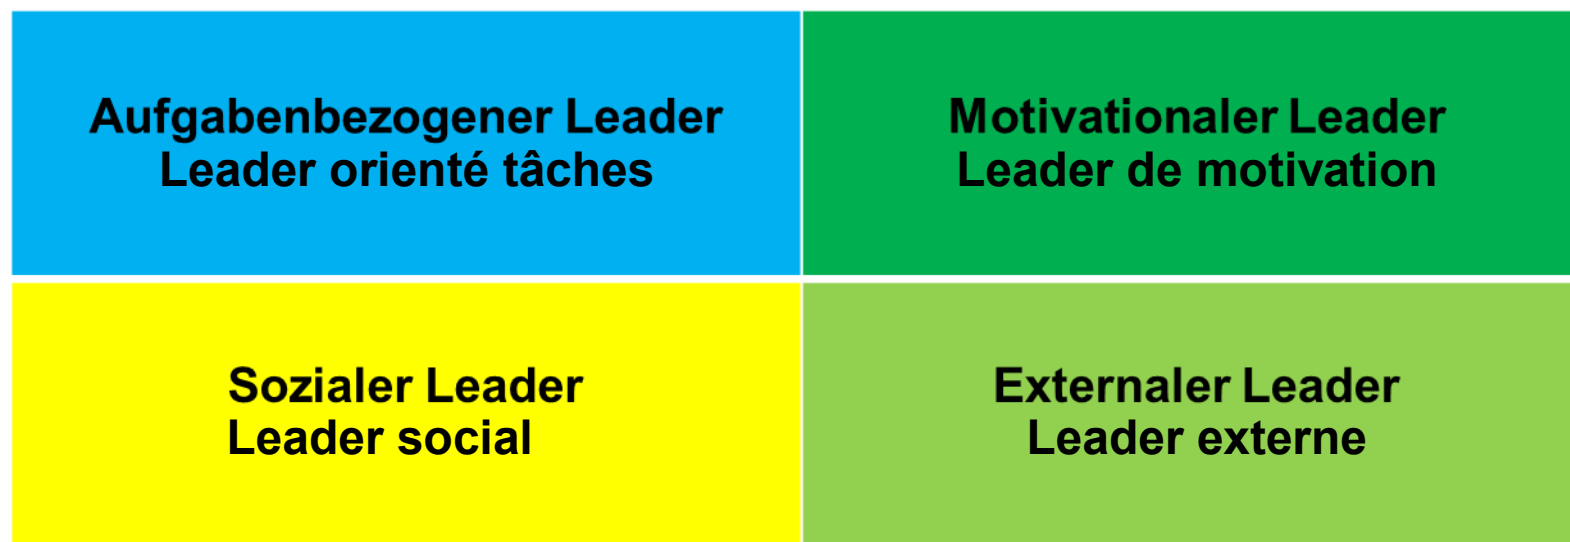 Aufgabenbezogener Leader
Leader orienté tâches
Motivationaler Leader
Leader de motivation
Sozialer Leader
Leader social
Externaler Leader
Leader externe